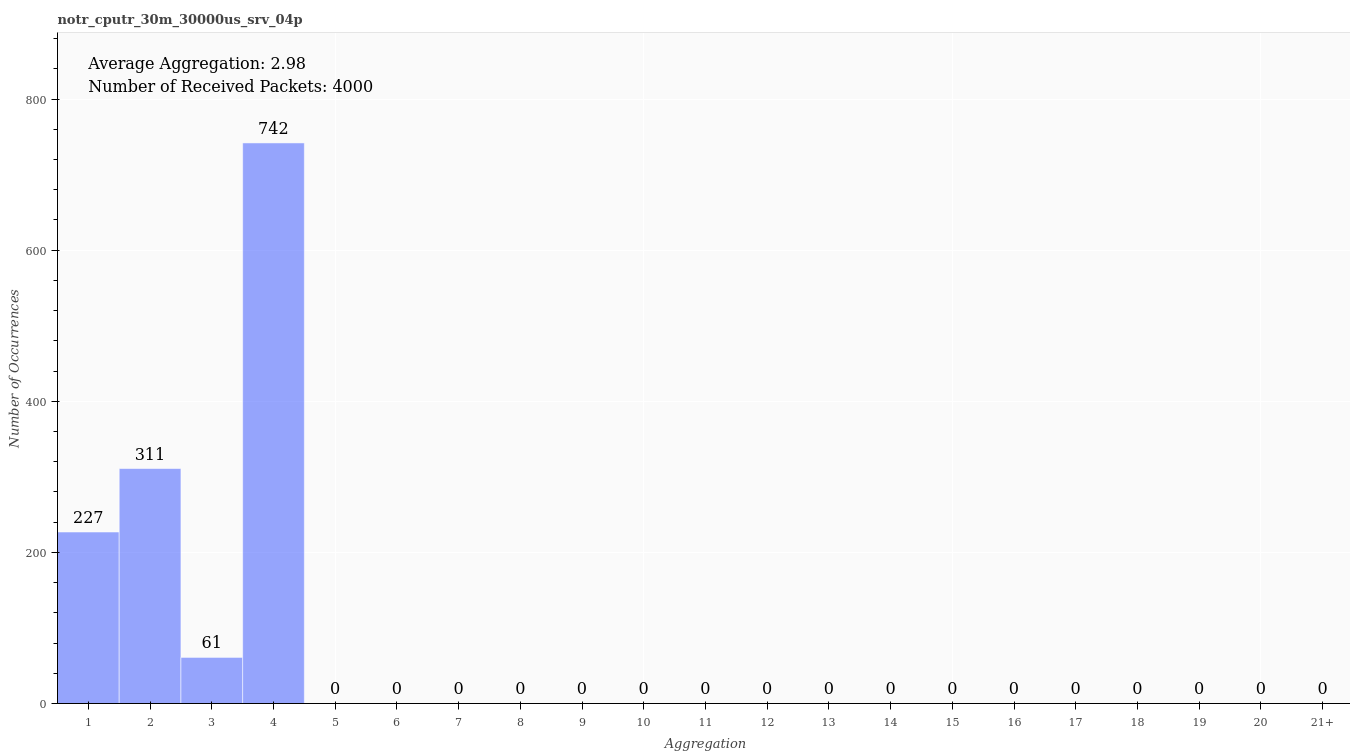 notr_cputr_30m_30000us_srv_04p
Average Aggregation: 2.98
Number of Received Packets: 4000
800
742
600
Number of Occurrences
400
311
227
200
61
0 0 0 0 0 0 0 0 0 0 0 0 0 0 0 0 0
0
1 2 3 4 5 6 7 8 9 10 11 12 13 14 15 16 17 18 19 20 21+
Aggregation